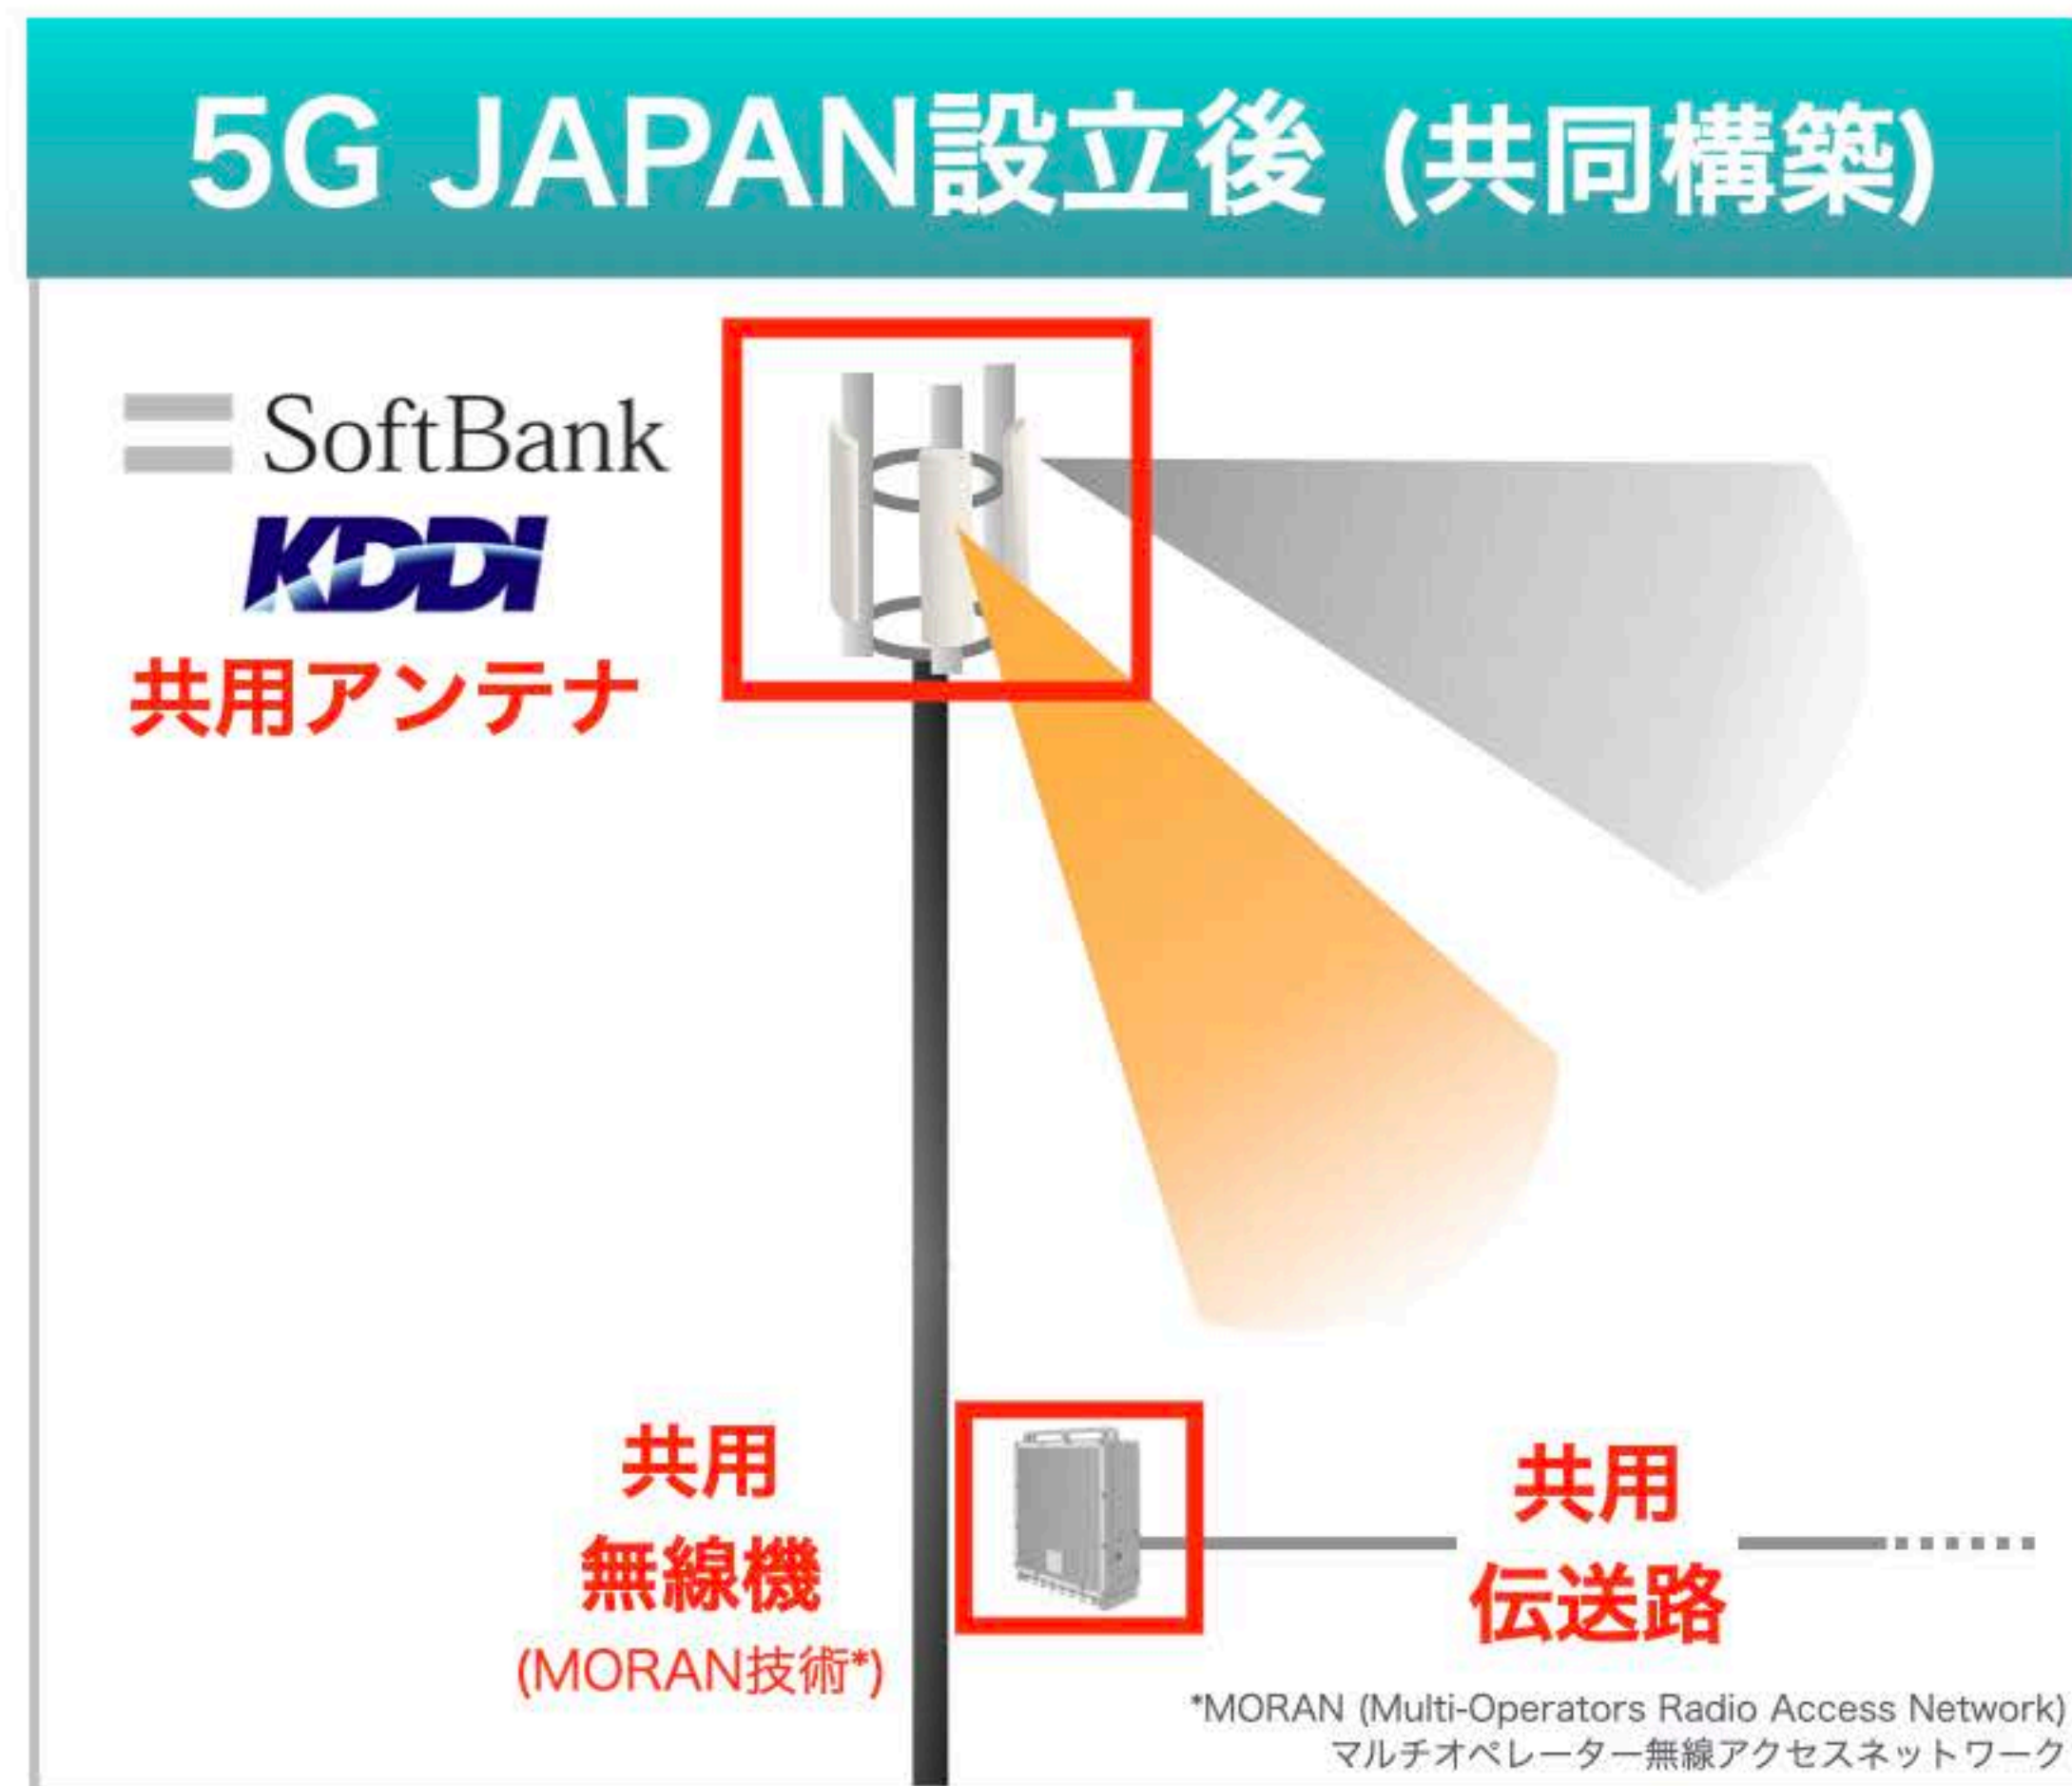 5G JAPAN設立後 (共同構築)
SoftBank
KDDI
共用アンテナ
共用
無線機
(MORAN技術*)
共用
伝送路
*MORAN (Multi-Operators Radio Access Network)
マルチオペレーター無線アクセスネットワーク